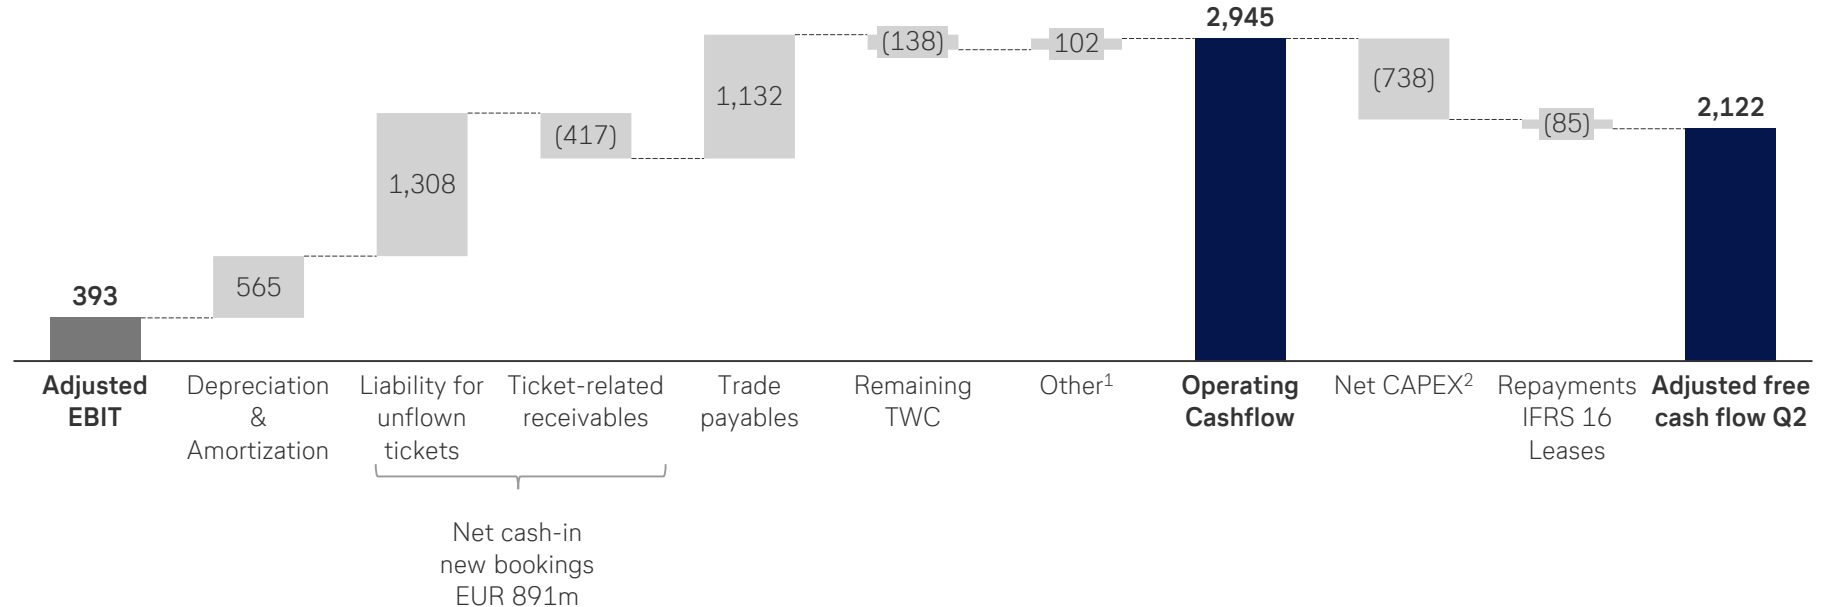 393
565
1,308
(417)
1,132
(138)
102
2,945
(738)
(85)
2,122
Adjusted
EBIT
Depreciation
&
Amortization
Liability for
unflown
tickets
Ticket-related
receivables
Trade
payables
Remaining
TWC
Other¹
Operating
Cashflow
Net CAPEX²
Repayments
IFRS 16
Leases
Adjusted free
cash flow Q2
Net cash-in
new bookings
EUR 891m